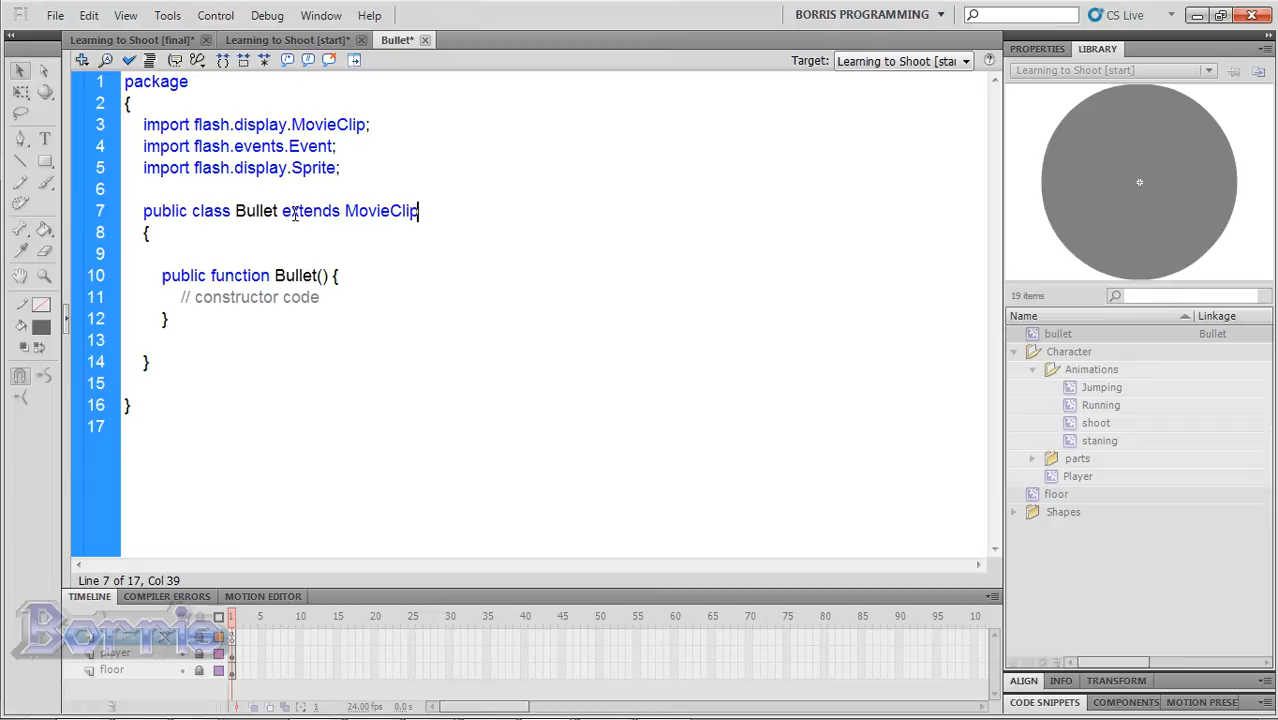 Fl File Edit View Tools Control Debug Window Help BORRIS PROGRAMMING CS Live
Learning to Shoot [final]* Learning to Shoot [start]* Bullet*
PROPERTIES LIBRARY
Target: Learning to Shoot [star
Learning to Shoot [start]
1 package
2 {
3 import flash.display.MovieClip;
4 import flash.events.Event;
5 import flash.display.Sprite;
6
7 public class Bullet extends MovieClip
8 {
9
10 public function Bullet() {
11 // constructor code
12 }
13
14 }
15
16 }
17
19 items
Name Linkage
bullet Bullet
Character
Animations
Jumping
Running
shoot
staning
parts
Player
floor
Shapes
Line 7 of 17, Col 39
TIMELINE COMPILER ERRORS MOTION EDITOR
1 5 10 15 20 25 30 35 40 45 50 55 60 65 70 75 80 85 90 95 10
Borris
player
floor
1 24.00 fps 0.0 s
ALIGN INFO TRANSFORM
CODE SNIPPETS COMPONENTS MOTION PRESE